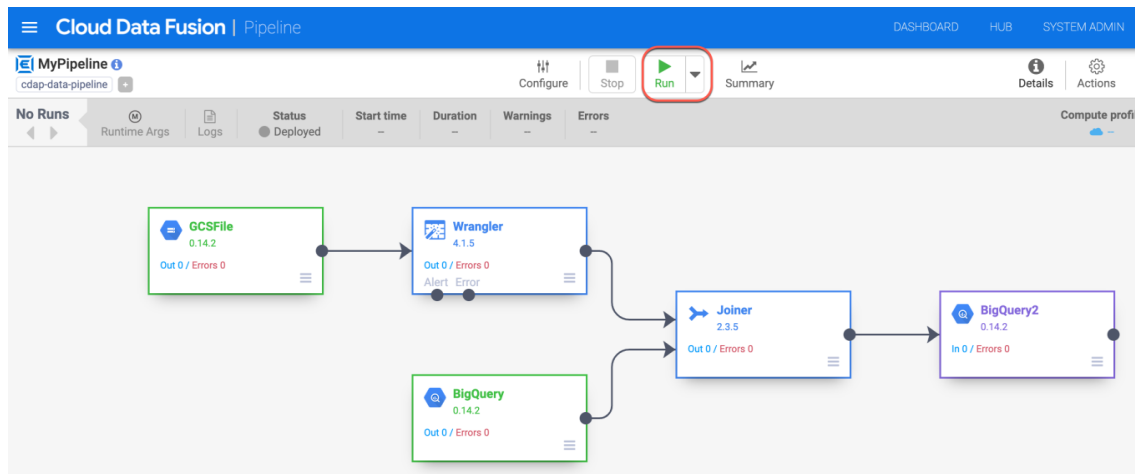 Cloud Data Fusion | Pipeline
DASHBOARD HUB SYSTEM ADMIN
MyPipeline
cdap-data-pipeline +
Configure Stop Run Summary Details Actions
No Runs
Runtime Args Logs
Status
Deployed
Start time
–
Duration
–
Warnings
–
Errors
–
Compute profi
--
GCSFile
0.14.2
Out 0 / Errors 0
Wrangler
4.1.5
Out 0 / Errors 0
Alert Error
Joiner
2.3.5
Out 0 / Errors 0
BigQuery2
0.14.2
In 0 / Errors 0
BigQuery
0.14.2
Out 0 / Errors 0